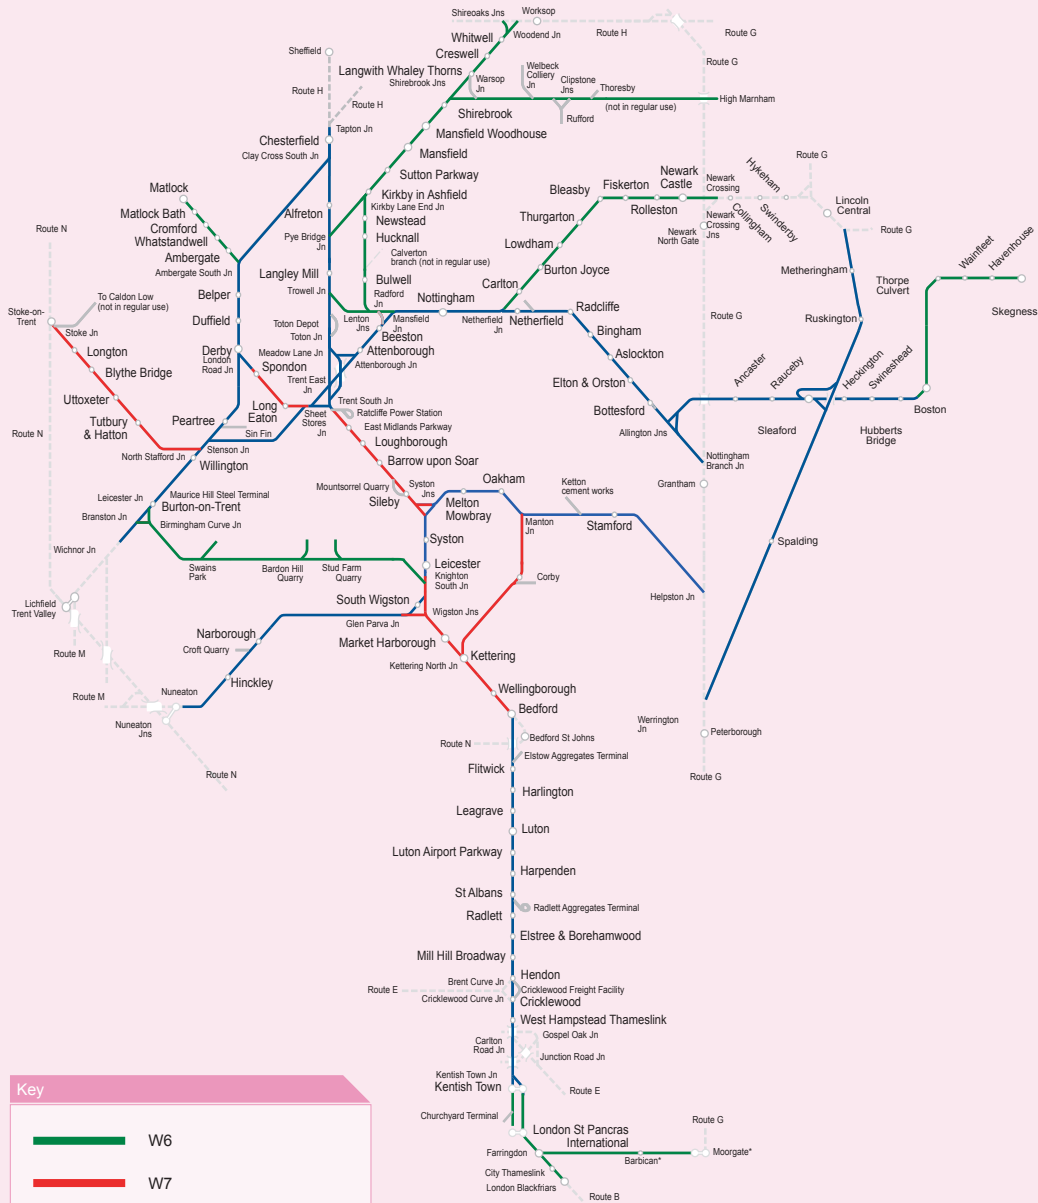 Shireoaks Jns
Worksop
Whitwell
Woodend Jn
Route H
Route G
Creswell
Sheffield
Langwith Whaley Thorns
Shirebrook Jns
Warsop
Jn
Welbeck
Colliery
Jn
Clipstone
Jns
Thoresby
(not in regular use)
Route G
High Marnham
Route H
Route H
Shirebrook
Rufford
Tapton Jn
Mansfield Woodhouse
Chesterfield
Clay Cross South Jn
Mansfield
Sutton Parkway
Matlock
Kirkby in Ashfield
Kirkby Lane End Jn
Matlock Bath
Cromford
Whatstandwell
Ambergate
Ambergate South Jn
Alfreton
Newstead
Pye Bridge
Jn
Hucknall
Calverton
branch (not in regular use)
Langley Mill
Bulwell
Trowell Jn
Radford
Jn
Route N
Bleasby
Fiskerton
Rolleston
Newark
Castle
Newark
Crossing
Newark
Crossing
Jns
Newark
North Gate
Hykeham
Swinderby
Collingham
Route G
Lincoln
Central
Route G
Thurgarton
Lowdham
Burton Joyce
Carlton
Metheringham
Thorpe
Culvert
Wainfleet
Havenhouse
Skegness
To Caldon Low
(not in regular use)
Stoke-on-
Trent
Stoke Jn
Belper
Duffield
Derby
London
Road Jn
Toton Depot
Toton Jn
Meadow Lane Jn
Lenton
Jns
Mansfield
Jn
Nottingham
Netherfield
Jn
Netherfield
Radcliffe
Ruskington
Route G
Beeston
Attenborough
Attenborough Jn
Bingham
Aslockton
Elton & Orston
Bottesford
Allington Jns
Longton
Blythe Bridge
Uttoxeter
Tutbury
& Hatton
Spondon
Trent East
Jn
Long
Eaton
Sheet
Stores
Jn
Trent South Jn
Ratcliffe Power Station
East Midlands Parkway
Ancaster
Rauceby
Heckington
Swineshead
Sleaford
Hubberts
Bridge
Boston
Peartree
Sin Fin
Route N
North Stafford Jn
Stenson Jn
Willington
Loughborough
Barrow upon Soar
Mountsorrel Quarry
Sileby
Syston
Jns
Nottingham
Branch Jn
Grantham
Leicester Jn
Maurice Hill Steel Terminal
Burton-on-Trent
Branston Jn
Birmingham Curve Jn
Oakham
Melton
Mowbray
Ketton
cement works
Manton
Jn
Stamford
Wichnor Jn
Swains
Park
Bardon Hill
Quarry
Stud Farm
Quarry
Syston
Leicester
Knighton
South Jn
Corby
Spalding
Helpston Jn
Lichfield
Trent Valley
South Wigston
Glen Parva Jn
Wigston Jns
Narborough
Croft Quarry
Market Harborough
Kettering
Kettering North Jn
Route M
Hinckley
Wellingborough
Route M
Nuneaton
Bedford
Nuneaton
Jns
Werrington
Jn
Peterborough
Route N
Bedford St Johns
Elstow Aggregates Terminal
Route N
Flitwick
Route G
Harlington
Leagrave
Luton
Luton Airport Parkway
Harpenden
St Albans
Radlett Aggregates Terminal
Radlett
Elstree & Borehamwood
Mill Hill Broadway
Hendon
Brent Curve Jn
Route E
Cricklewood Freight Facility
Cricklewood Curve Jn
Cricklewood
West Hampstead Thameslink
Carlton
Road Jn
Gospel Oak Jn
Junction Road Jn
Kentish Town Jn
Kentish Town
Route E
Churchyard Terminal
London St Pancras
International
Route G
Farringdon
Barbican*
Moorgate*
City Thameslink
London Blackfriars
Route B
Key
W6
W7